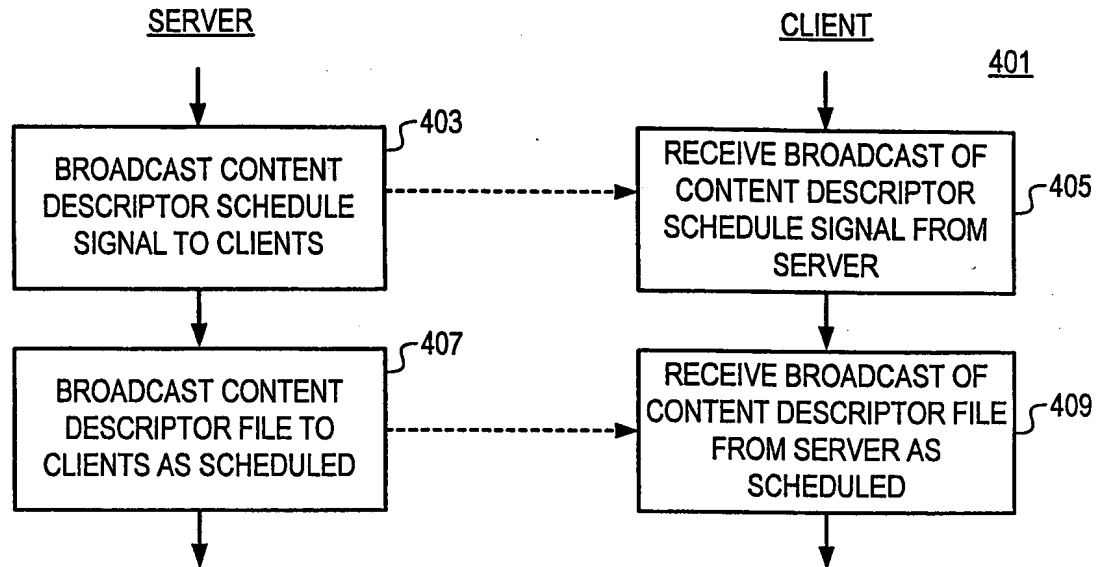 SERVER
CLIENT
401
403
BROADCAST CONTENT
DESCRIPTOR SCHEDULE
SIGNAL TO CLIENTS
RECEIVE BROADCAST OF
CONTENT DESCRIPTOR
SCHEDULE SIGNAL FROM
SERVER
405
407
BROADCAST CONTENT
DESCRIPTOR FILE TO
CLIENTS AS SCHEDULED
RECEIVE BROADCAST OF
CONTENT DESCRIPTOR FILE
FROM SERVER AS
SCHEDULED
409